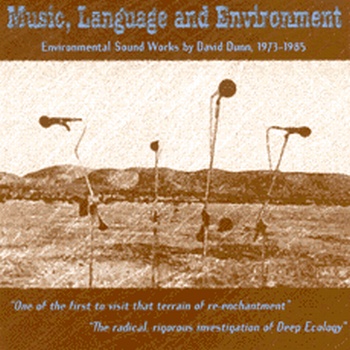 Music, Language and Environment
Environmental Sound Works by David Dunn, 1973-1985
"One of the first to visit that terrain of re-enchantment"
"The radical, rigorous investigation of Deep Ecology"